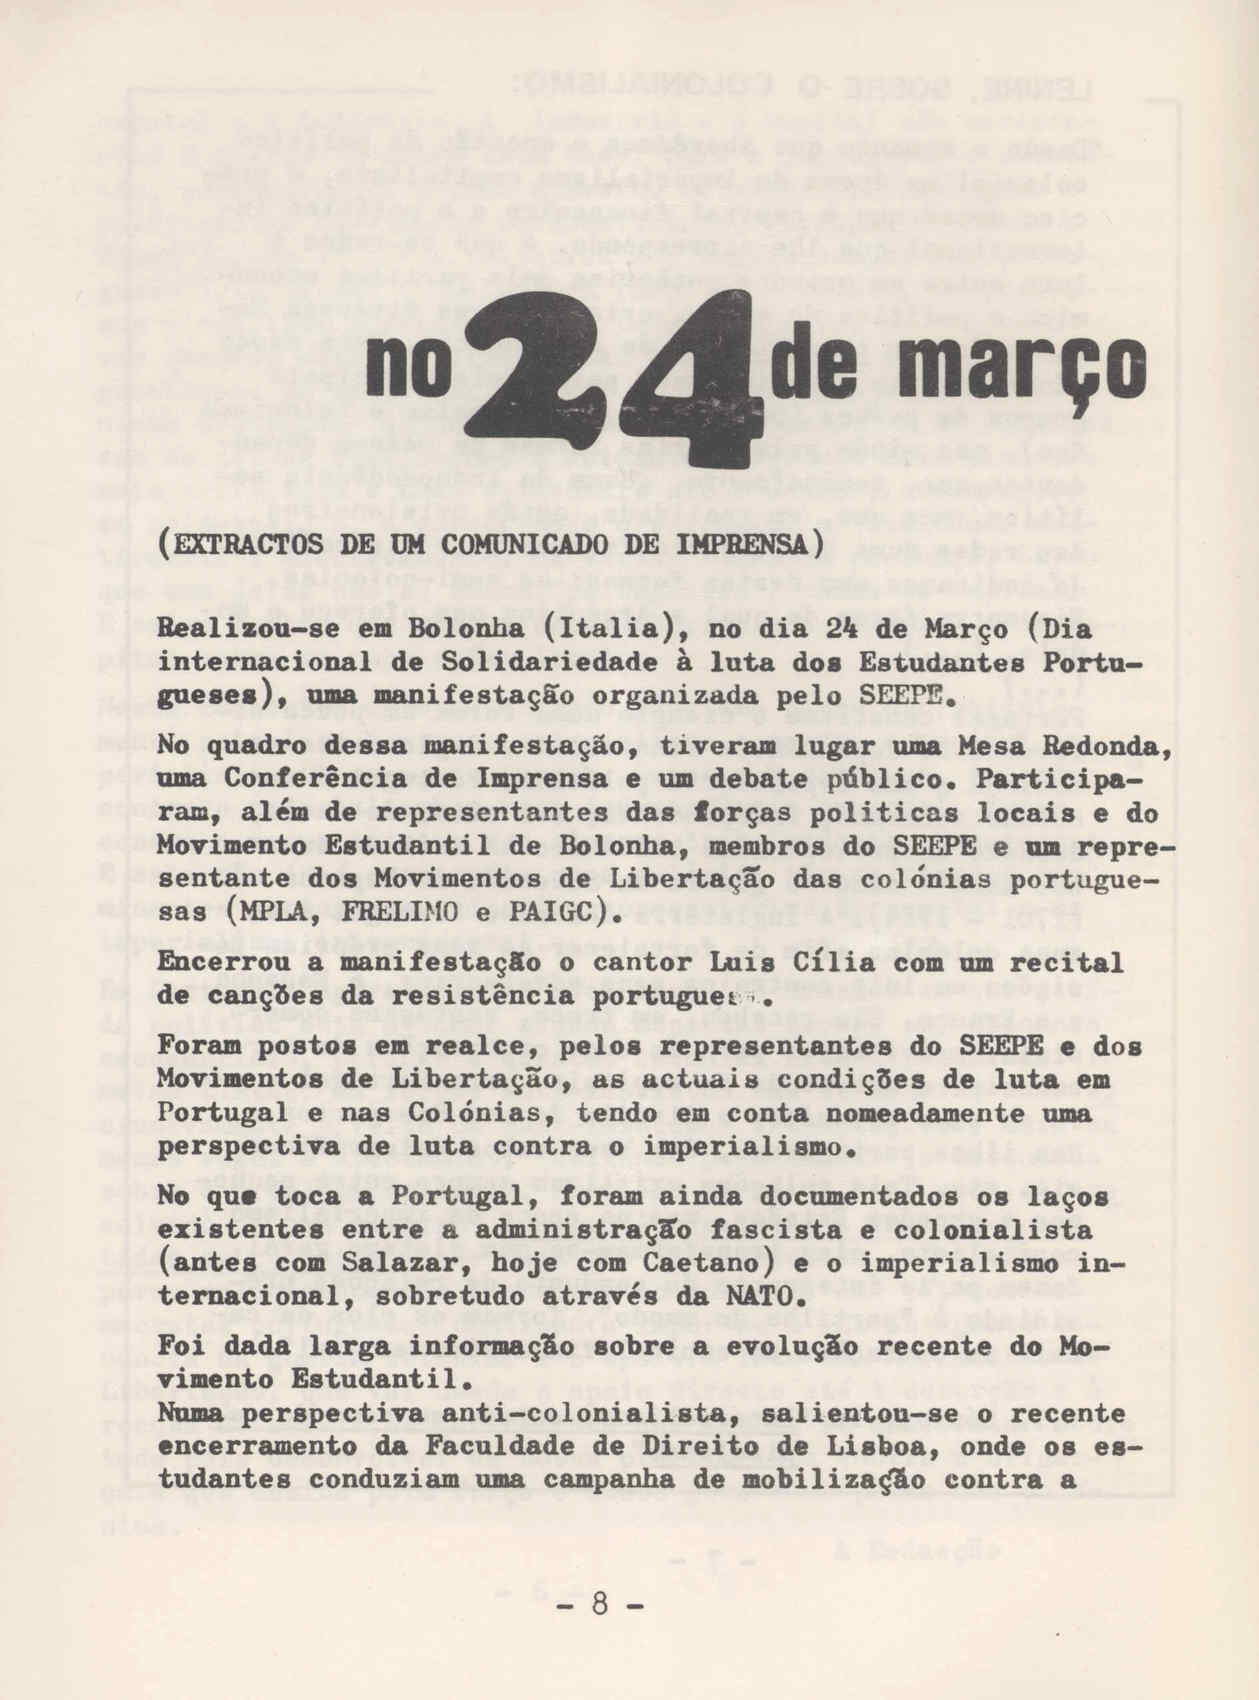 no 24 de março
(EXTRACTOS DE UM COMUNICADO DE IMPRENSA)
Realizou-se em Bolonha (Italia), no dia 24 de Março (Dia
internacional de Solidariedade à luta dos Estudantes Portu-
gueses), uma manifestação organizada pelo SEEPE.
No quadro dessa manifestação, tiveram lugar uma Mesa Redonda,
uma Conferência de Imprensa e um debate público. Participa-
ram, além de representantes das forças politicas locais e do
Movimento Estudantil de Bolonha, membros do SEEPE e um repre-
sentante dos Movimentos de Libertação das colónias portugue-
sas (MPLA, FRELIMO e PAIGC).
Encerrou a manifestação o cantor Luis Cília com um recital
de canções da resistência
Foram postos em realce, pelos representantes do SEEPE e dos
Movimentos de Libertação, as actuais condições de luta em
Portugal e nas Colónias, tendo em conta nomeadamente uma
perspectiva de luta contra o imperialismo.
No que toca a Portugal, foram ainda documentados os laços
existentes entre a administração fascista e colonialista
(antes com Salazar, hoje com Caetano) e o imperialismo in-
ternacional, sobretudo através da NATO.
Foi dada larga informação sobre a evolução recente do Mo-
vimento Estudantil.
Numa perspectiva anti-colonialista, salientou-se o recente
encerramento da Faculdade de Direito de Lisboa, onde os es-
tudantes conduziam uma campanha de mobilização contra a
- 8 -